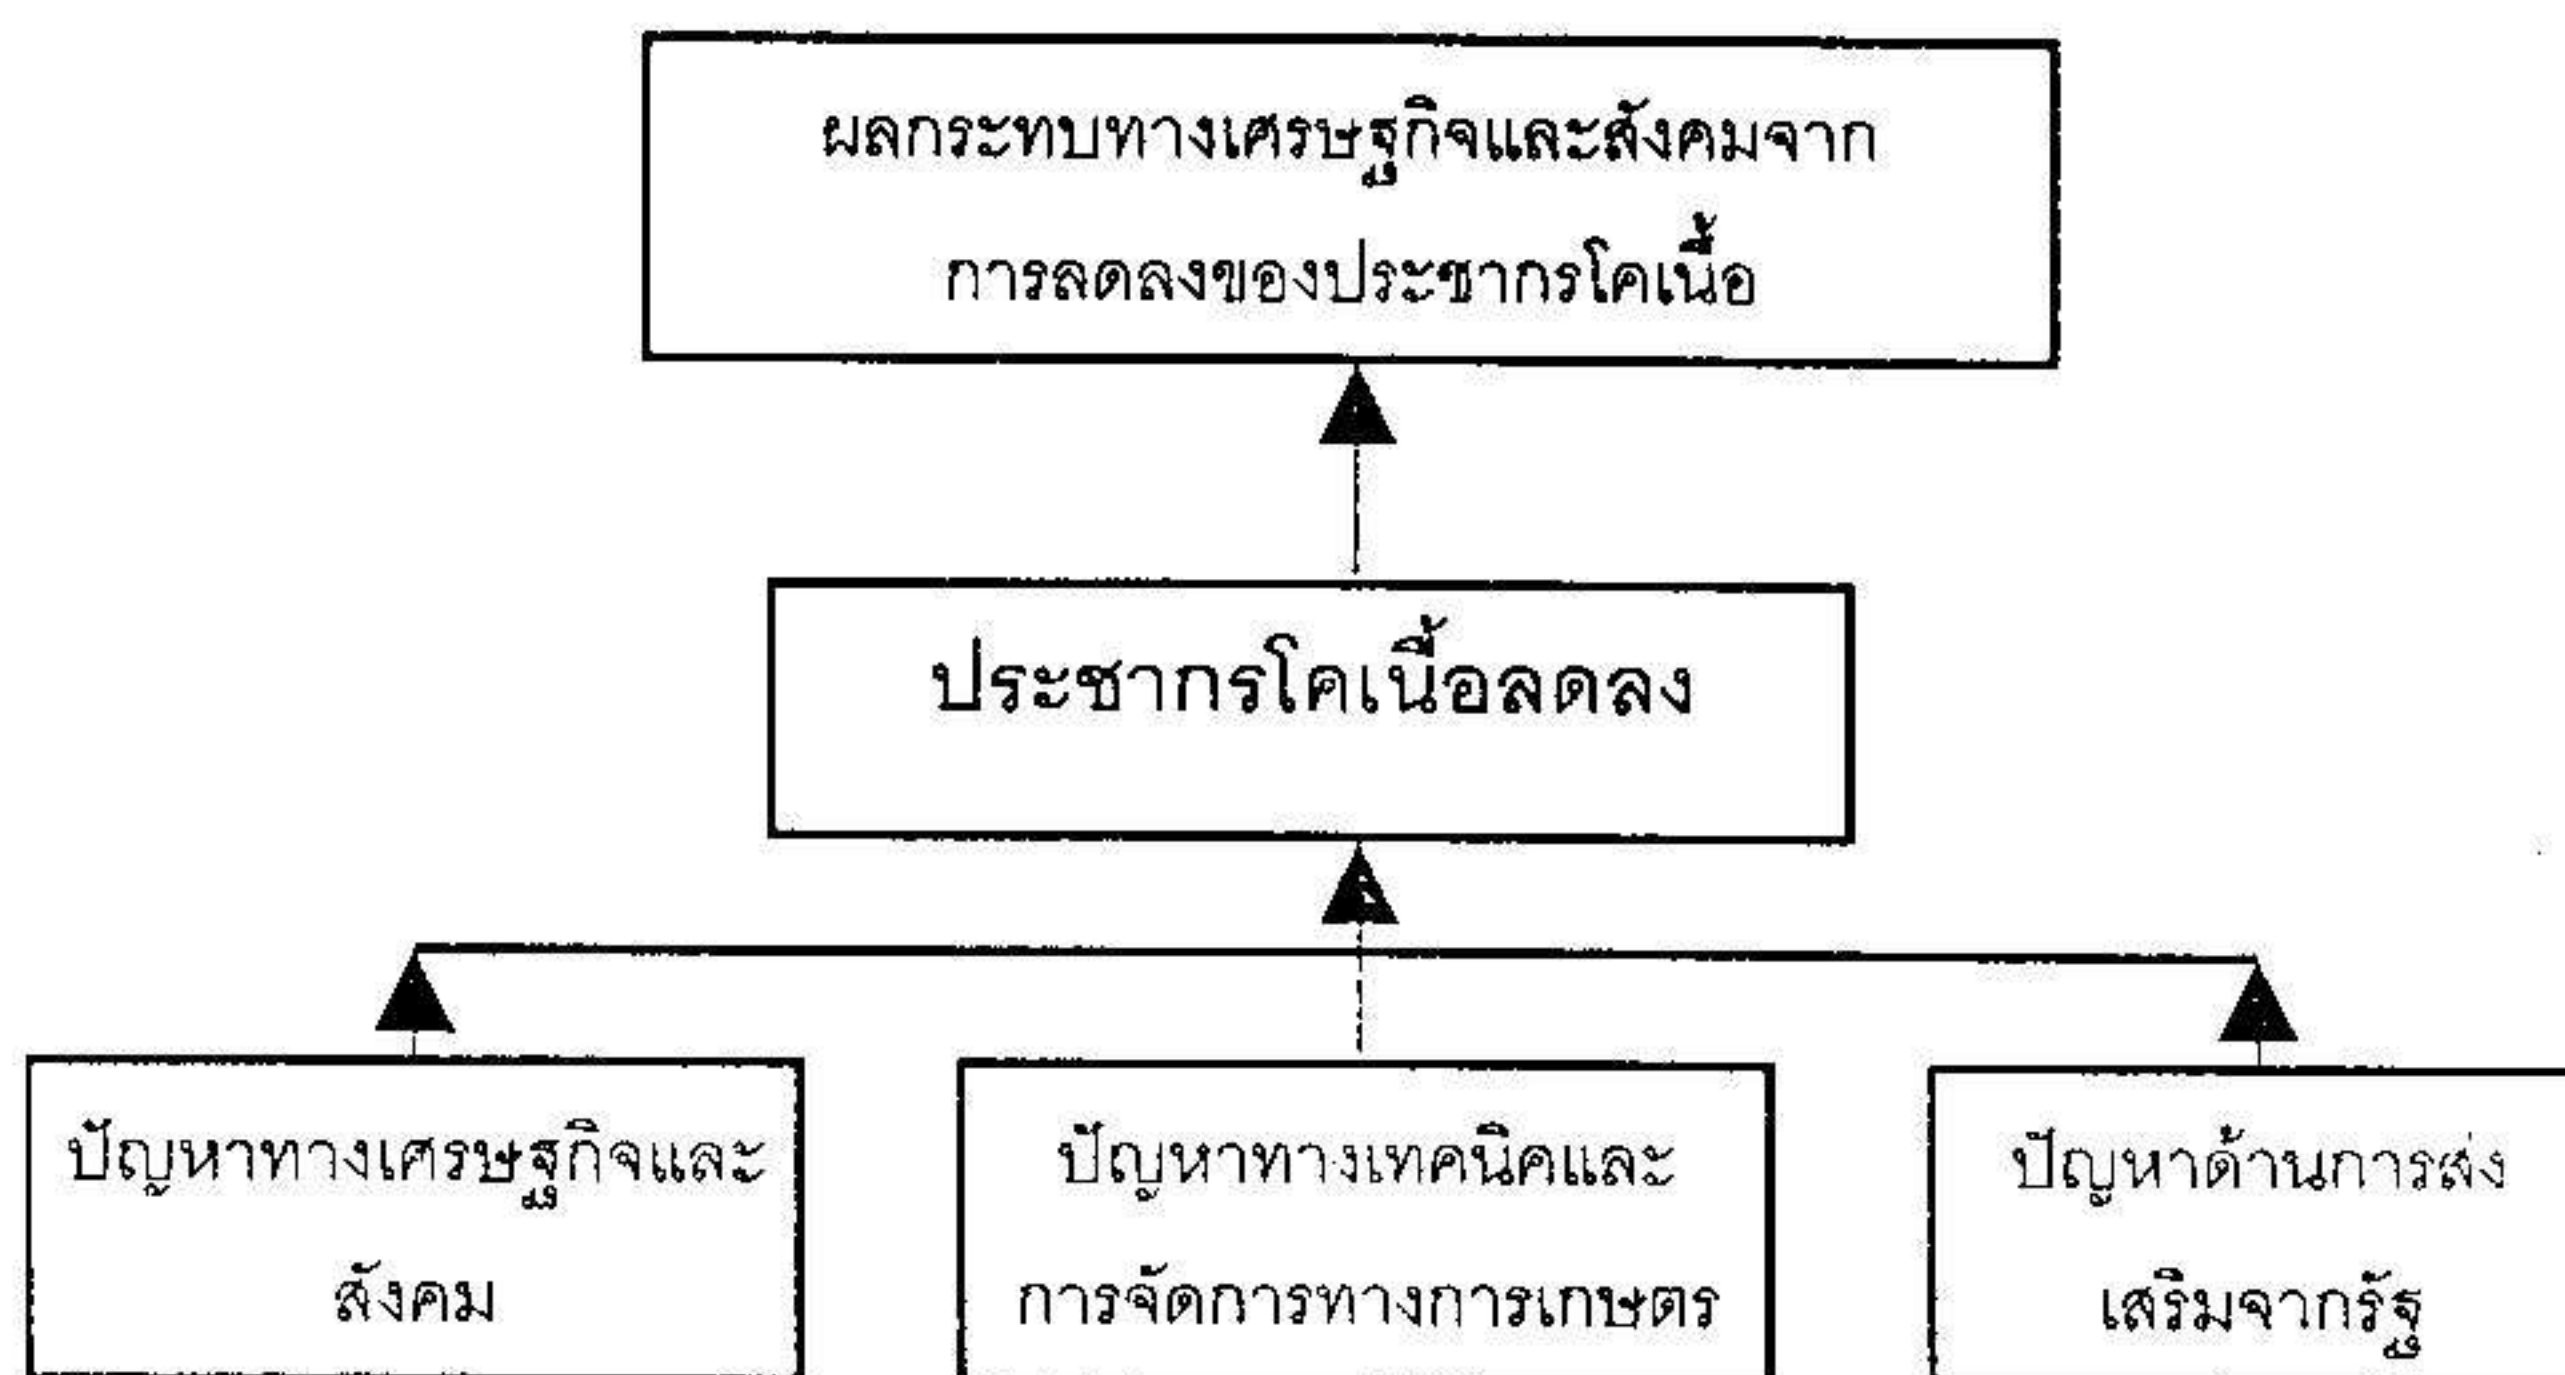 ผลกระทบทางเศรษฐกิจและสังคมจาก
การลดลงของประชากรโคเนื้อ
ประชากรโคเนื้อลดลง
ปัญหาทางเศรษฐกิจและ
สังคม
ปัญหาทางเทคนิคและ
การจัดการทางการเกษตร
ปัญหาด้านการส่ง
เสริมจากรัฐ